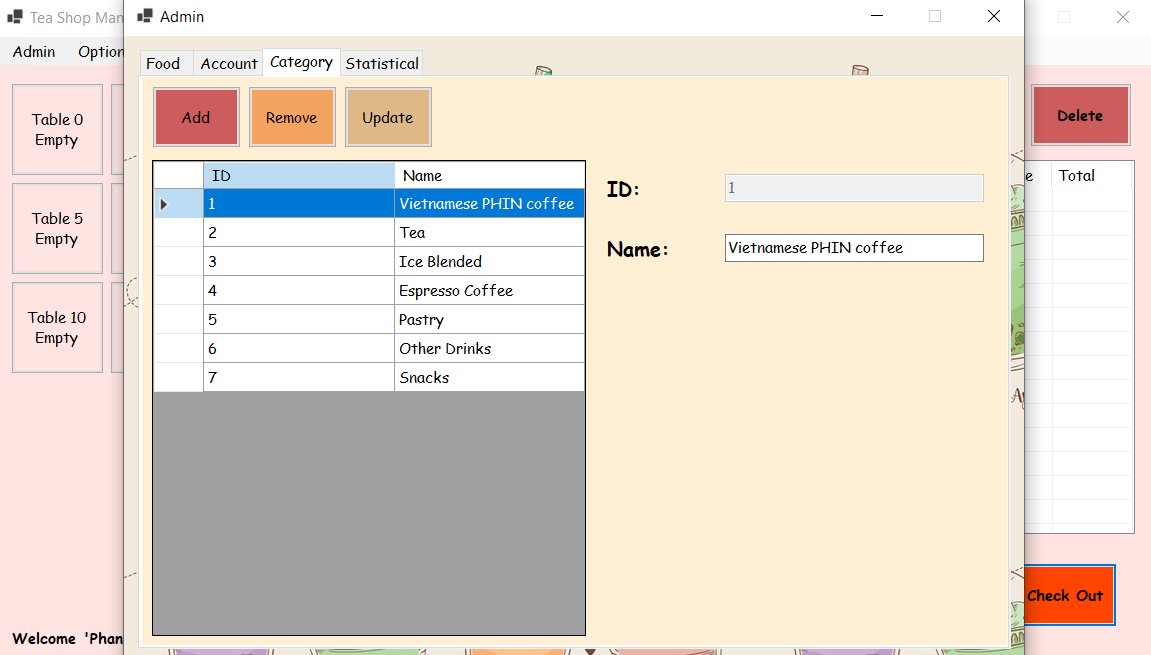 Tea Shop Man
Admin
Admin Option
Food Account Category Statistical
Add Remove Update
Delete
Table 0
Empty
Table 5
Empty
Table 10
Empty
ID Name
1 Vietnamese PHIN coffee
2 Tea
3 Ice Blended
4 Espresso Coffee
5 Pastry
6 Other Drinks
7 Snacks
ID: 1
Name: Vietnamese PHIN coffee
e Total
Check Out
Welcome 'Phan